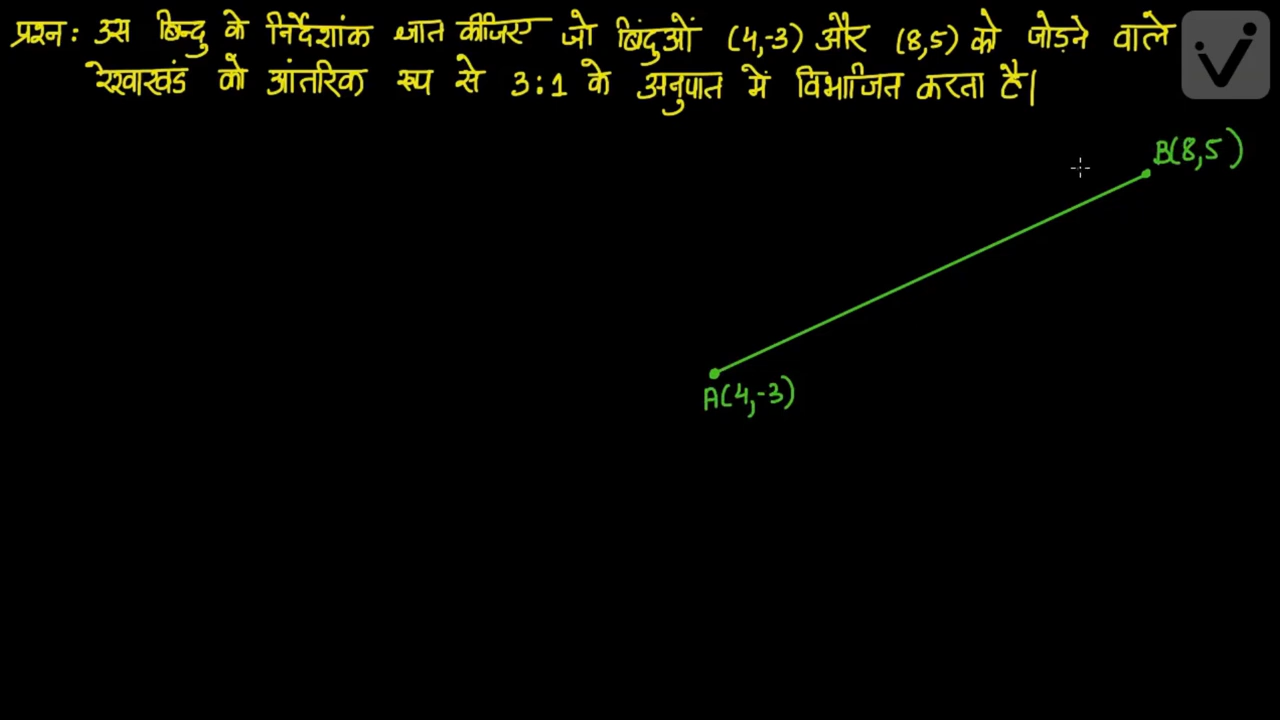 प्रश्न: उस बिन्दु के निर्देशांक ज्ञात कीजिए जो बिंदुओं (4,-3) और (8,5) को जोड़ने वाले
रेखाखंड को आंतरिक रूप से 3:1 के अनुपात में विभाजित करता है।
B(8,5)
A(4,-3)